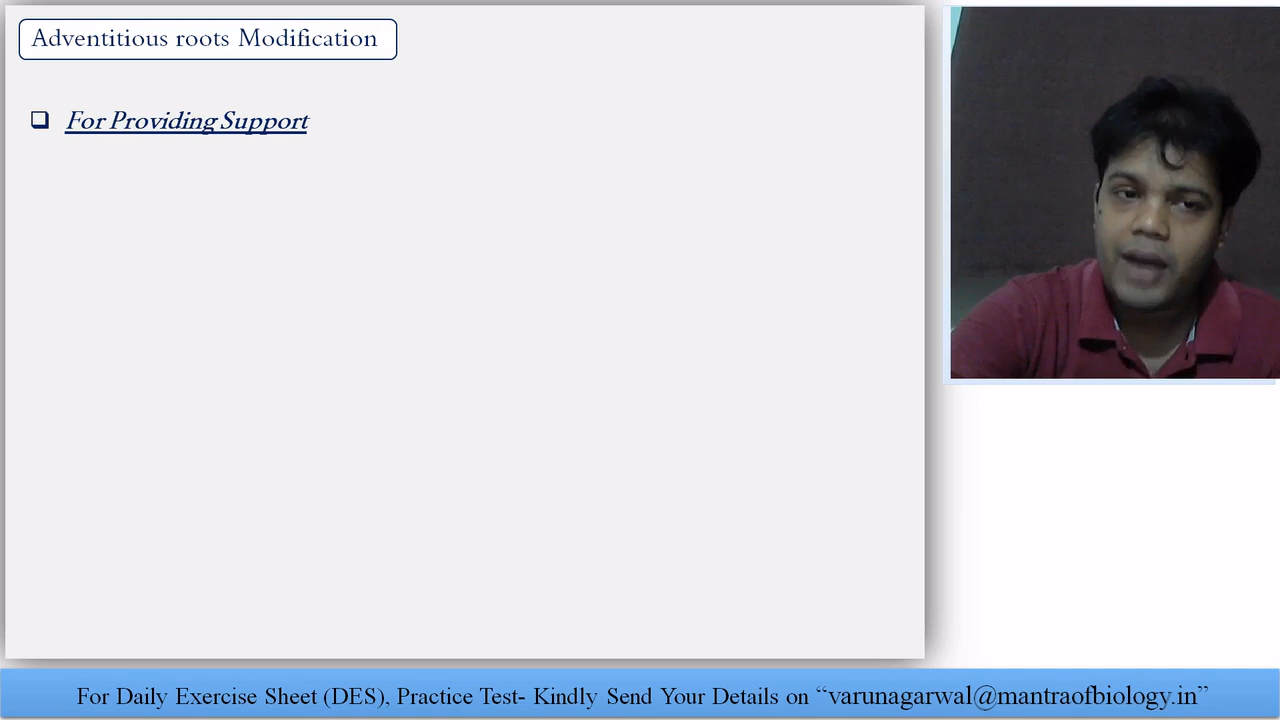 Adventitious roots Modification
For Providing Support
For Daily Exercise Sheet (DES), Practice Test- Kindly Send Your Details on “varunagarwal@mantraofbiology.in”